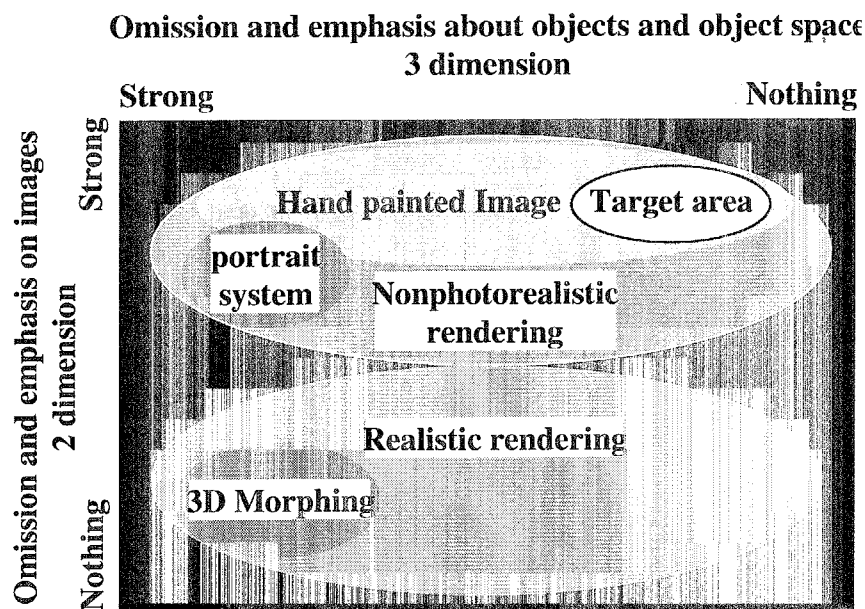 Omission and emphasis about objects and object space
3 dimension
Strong
Nothing
Omission and emphasis on images
2 dimension
Strong
Nothing
Hand painted Image
Target area
portrait
system
Nonphotorealistic
rendering
Realistic rendering
3D Morphing